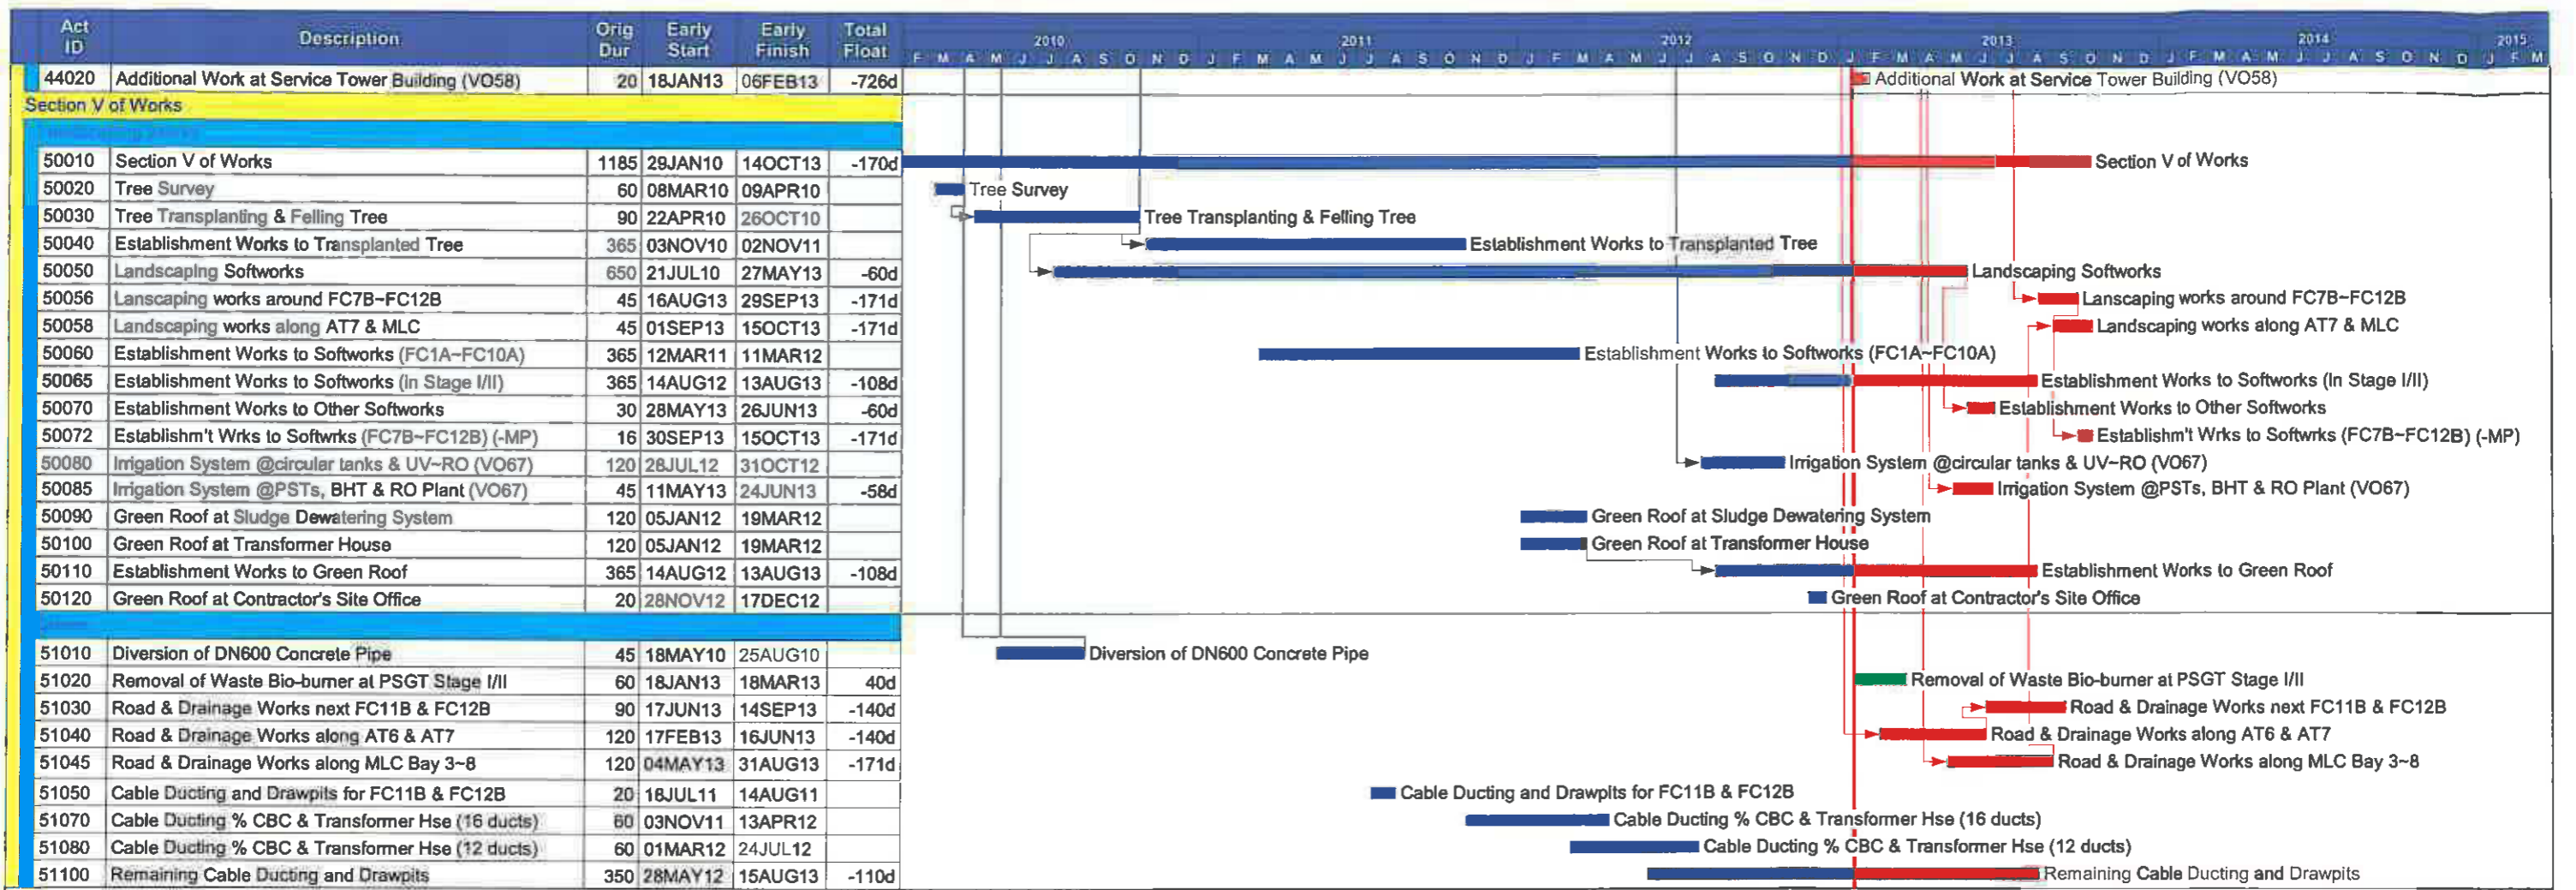 Act ID Description Orig Dur Early Start Early Finish Total Float
2010 2011 2012 2013 2014 2015
F M A M J J A S O N D J F M A M J J A S O N D J F M A M J J A S O N D J F M A M J J A S O N D J F M A M J J A S O N D J F M
44020 Additional Work at Service Tower Building (VO58) 20 18JAN13 06FEB13 -726d Additional Work at Service Tower Building (VO58)
Section V of Works
50010 Section V of Works 1185 29JAN10 14OCT13 -170d Section V of Works
50020 Tree Survey 60 08MAR10 09APR10 Tree Survey
50030 Tree Transplanting & Felling Tree 90 22APR10 26OCT10 Tree Transplanting & Felling Tree
50040 Establishment Works to Transplanted Tree 365 03NOV10 02NOV11 Establishment Works to Transplanted Tree
50050 Landscaping Softworks 650 21JUL10 27MAY13 -60d Landscaping Softworks
50056 Lanscaping works around FC7B~FC12B 45 16AUG13 29SEP13 -171d Lanscaping works around FC7B~FC12B
50058 Landscaping works along AT7 & MLC 45 01SEP13 15OCT13 -171d Landscaping works along AT7 & MLC
50060 Establishment Works to Softworks (FC1A~FC10A) 365 12MAR11 11MAR12 Establishment Works to Softworks (FC1A~FC10A)
50065 Establishment Works to Softworks (In Stage I/II) 365 14AUG12 13AUG13 -108d Establishment Works to Softworks (In Stage I/II)
50070 Establishment Works to Other Softworks 30 28MAY13 26JUN13 -60d Establishment Works to Other Softworks
50072 Establishm't Wrks to Softwrks (FC7B~FC12B) (-MP) 16 30SEP13 15OCT13 -171d Establishm't Wrks to Softwrks (FC7B~FC12B) (-MP)
50080 Irrigation System @circular tanks & UV~RO (VO67) 120 28JUL12 31OCT12 Irrigation System @circular tanks & UV~RO (VO67)
50085 Irrigation System @PSTs, BHT & RO Plant (VO67) 45 11MAY13 24JUN13 -58d Irrigation System @PSTs, BHT & RO Plant (VO67)
50090 Green Roof at Sludge Dewatering System 120 05JAN12 19MAR12 Green Roof at Sludge Dewatering System
50100 Green Roof at Transformer House 120 05JAN12 19MAR12 Green Roof at Transformer House
50110 Establishment Works to Green Roof 365 14AUG12 13AUG13 -108d Establishment Works to Green Roof
50120 Green Roof at Contractor's Site Office 20 28NOV12 17DEC12 Green Roof at Contractor's Site Office
51010 Diversion of DN600 Concrete Pipe 45 18MAY10 25AUG10 Diversion of DN600 Concrete Pipe
51020 Removal of Waste Bio-burner at PSGT Stage I/II 60 18JAN13 18MAR13 40d Removal of Waste Bio-burner at PSGT Stage I/II
51030 Road & Drainage Works next FC11B & FC12B 90 17JUN13 14SEP13 -140d Road & Drainage Works next FC11B & FC12B
51040 Road & Drainage Works along AT6 & AT7 120 17FEB13 16JUN13 -140d Road & Drainage Works along AT6 & AT7
51045 Road & Drainage Works along MLC Bay 3~8 120 04MAY13 31AUG13 -171d Road & Drainage Works along MLC Bay 3~8
51050 Cable Ducting and Drawpits for FC11B & FC12B 20 18JUL11 14AUG11 Cable Ducting and Drawpits for FC11B & FC12B
51070 Cable Ducting % CBC & Transformer Hse (16 ducts) 60 03NOV11 13APR12 Cable Ducting % CBC & Transformer Hse (16 ducts)
51080 Cable Ducting % CBC & Transformer Hse (12 ducts) 60 01MAR12 24JUL12 Cable Ducting % CBC & Transformer Hse (12 ducts)
51100 Remaining Cable Ducting and Drawpits 350 28MAY12 15AUG13 -110d Remaining Cable Ducting and Drawpits